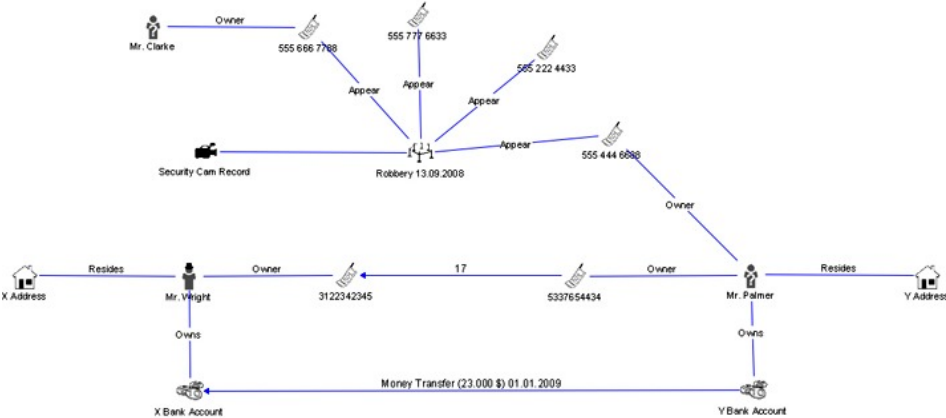 Owner
Mr. Clarke
555 666 7788
555 777 6633
555 222 4433
Appear
Appear
Appear
Appear
555 444 6688
Security Cam Record
Robbery 13.09.2008
Owner
Resides
Owner
17
Owner
Resides
X Address
Mr. Wright
3122342345
5337654434
Mr. Palmer
Y Address
Owns
Owns
Money Transfer (23.000 $) 01.01.2009
X Bank Account
Y Bank Account